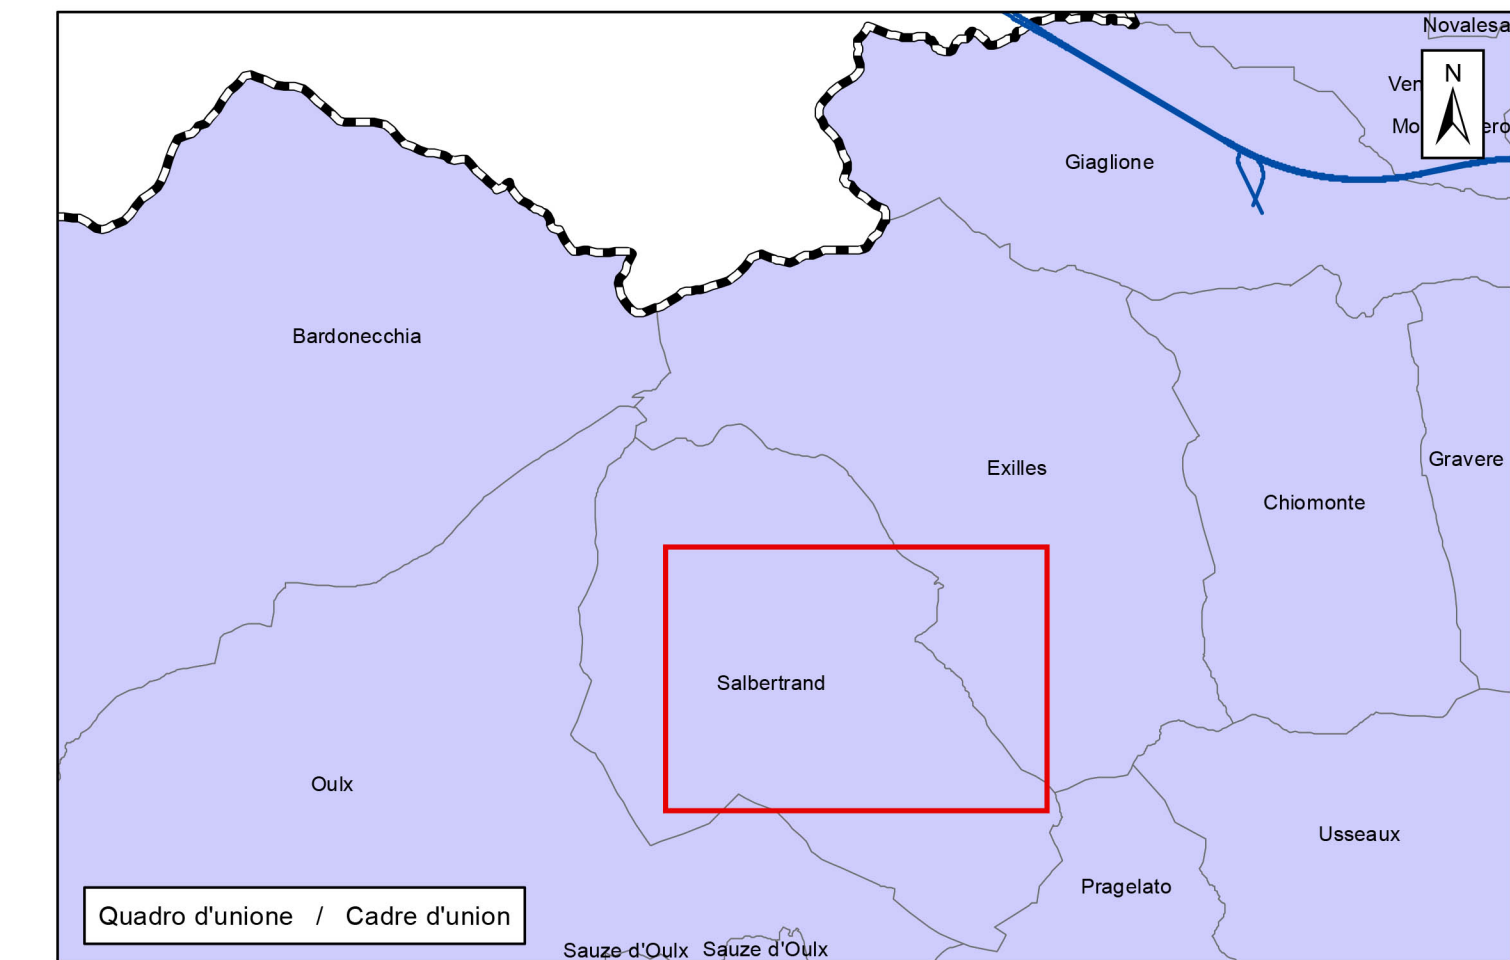 Novalesa
N
Giaglione
Bardonecchia
Gravere
Exilles
Chiomonte
Salbertrand
Oulx
Usseaux
Pragelato
Quadro d'unione / Cadre d'union
Sauze d'Oulx Sauze d'Oulx